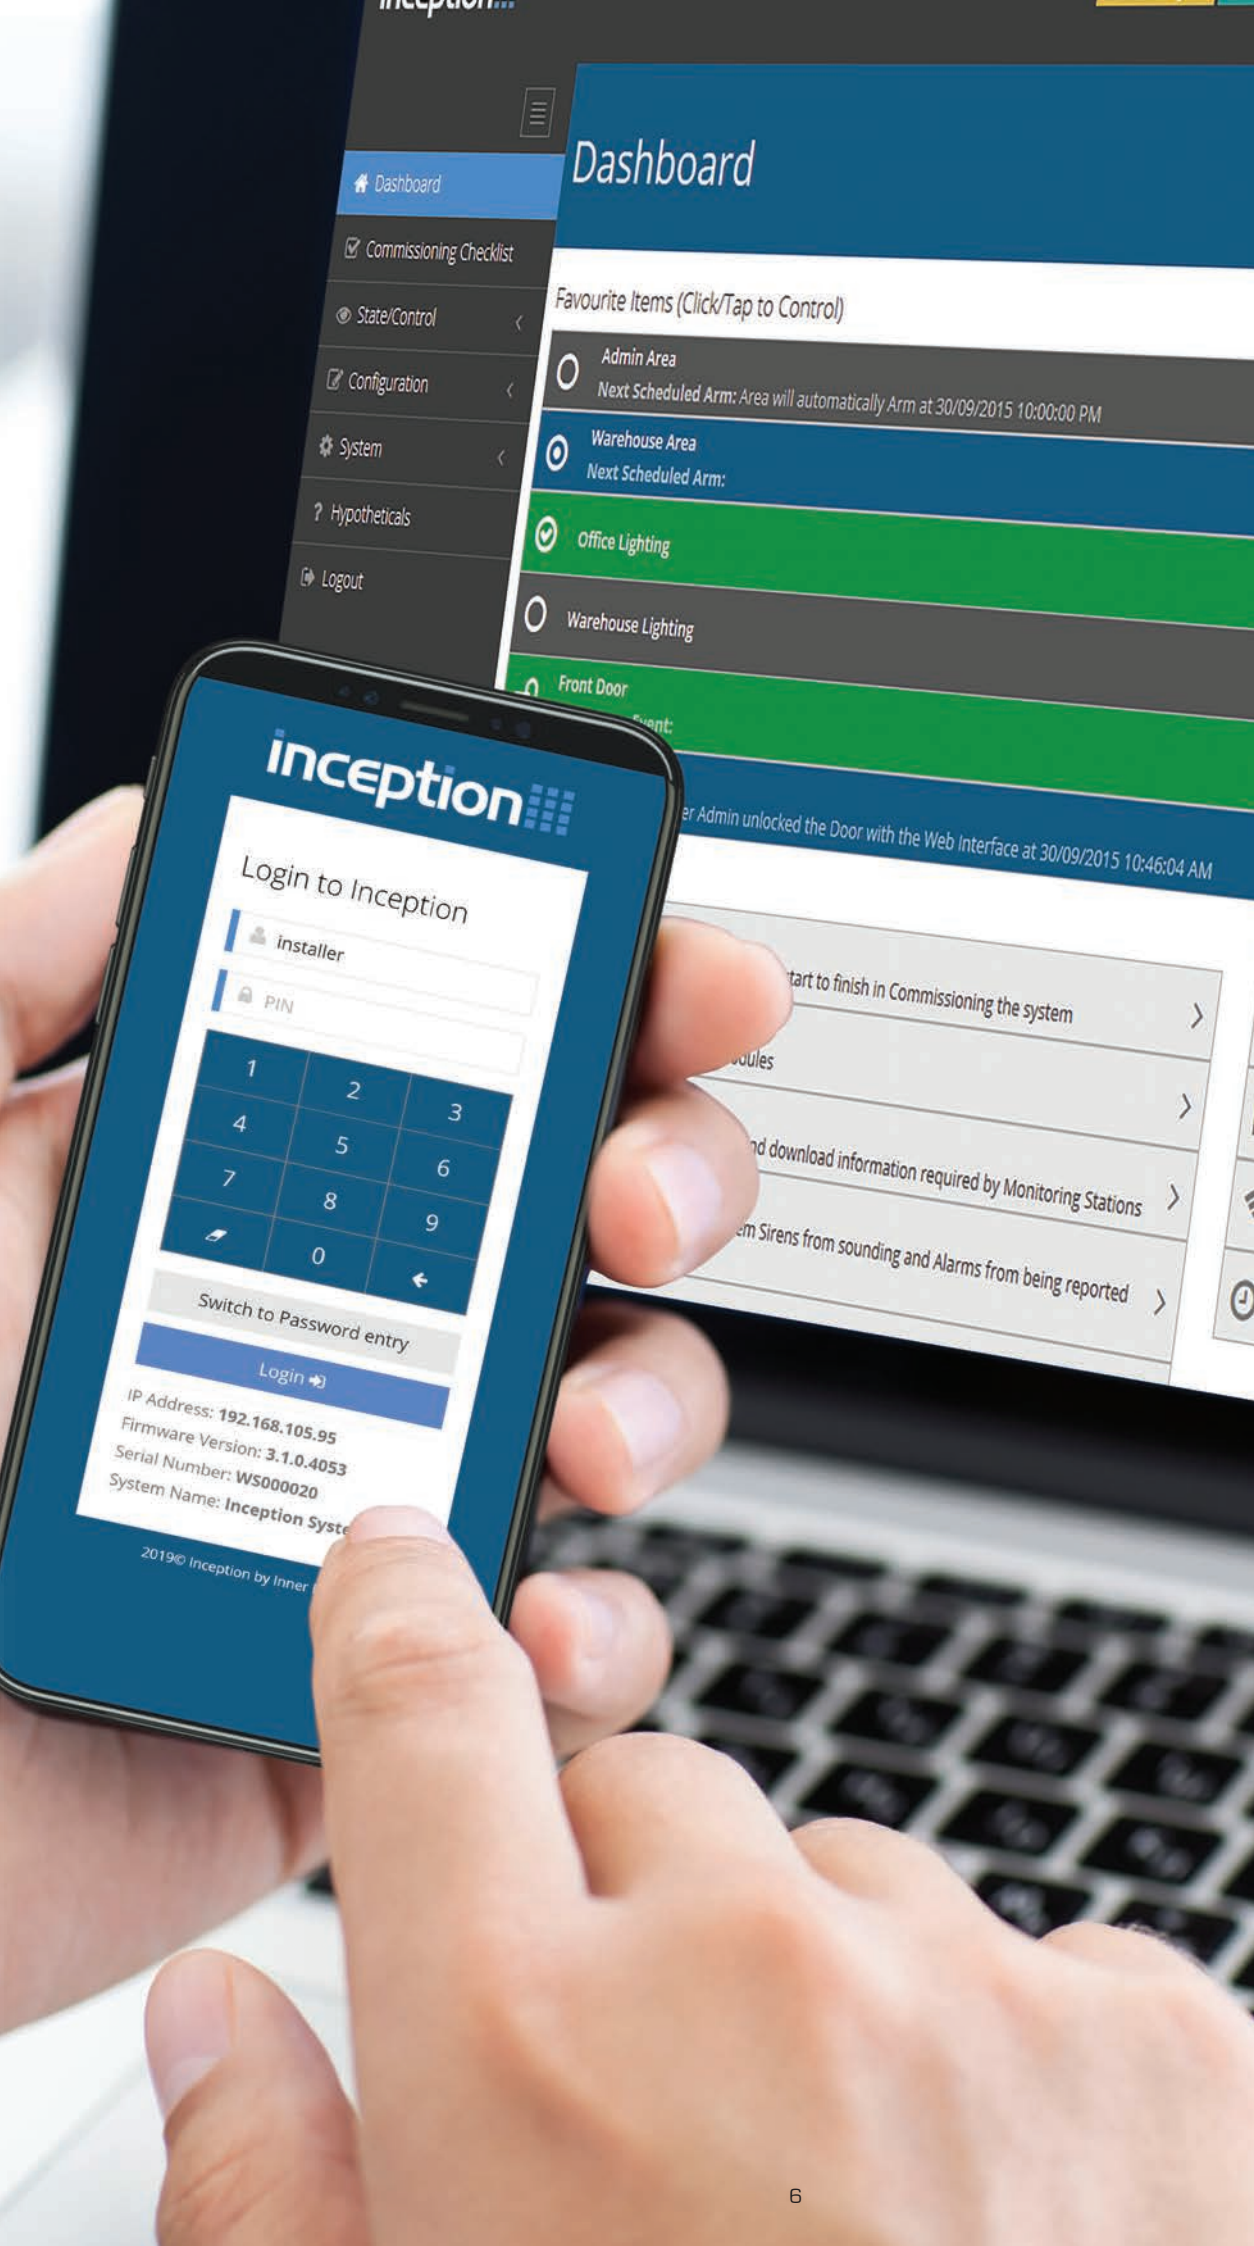 inception
Dashboard
Dashboard
Commissioning Checklist
State/Control
Configuration
System
? Hypotheticals
Logout
Favourite Items (Click/Tap to Control)
Admin Area
Next Scheduled Arm: Area will automatically Arm at 30/09/2015 10:00:00 PM
Warehouse Area
Next Scheduled Arm:
Office Lighting
Warehouse Lighting
Front Door
Event:
er Admin unlocked the Door with the Web Interface at 30/09/2015 10:46:04 AM
tart to finish in Commissioning the system
dules
nd download information required by Monitoring Stations
em Sirens from sounding and Alarms from being reported
inception
Login to Inception
installer
PIN
1 2 3
4 5 6
7 8 9
0
Switch to Password entry
Login
IP Address: 192.168.105.95
Firmware Version: 3.1.0.4053
Serial Number: WS000020
System Name: Inception Syste
2019© Inception by Inner
6